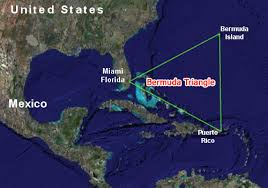 United States
Bermuda
Island
Miami
Florida
Bermuda Triangle
Mexico
Puerto
Rico